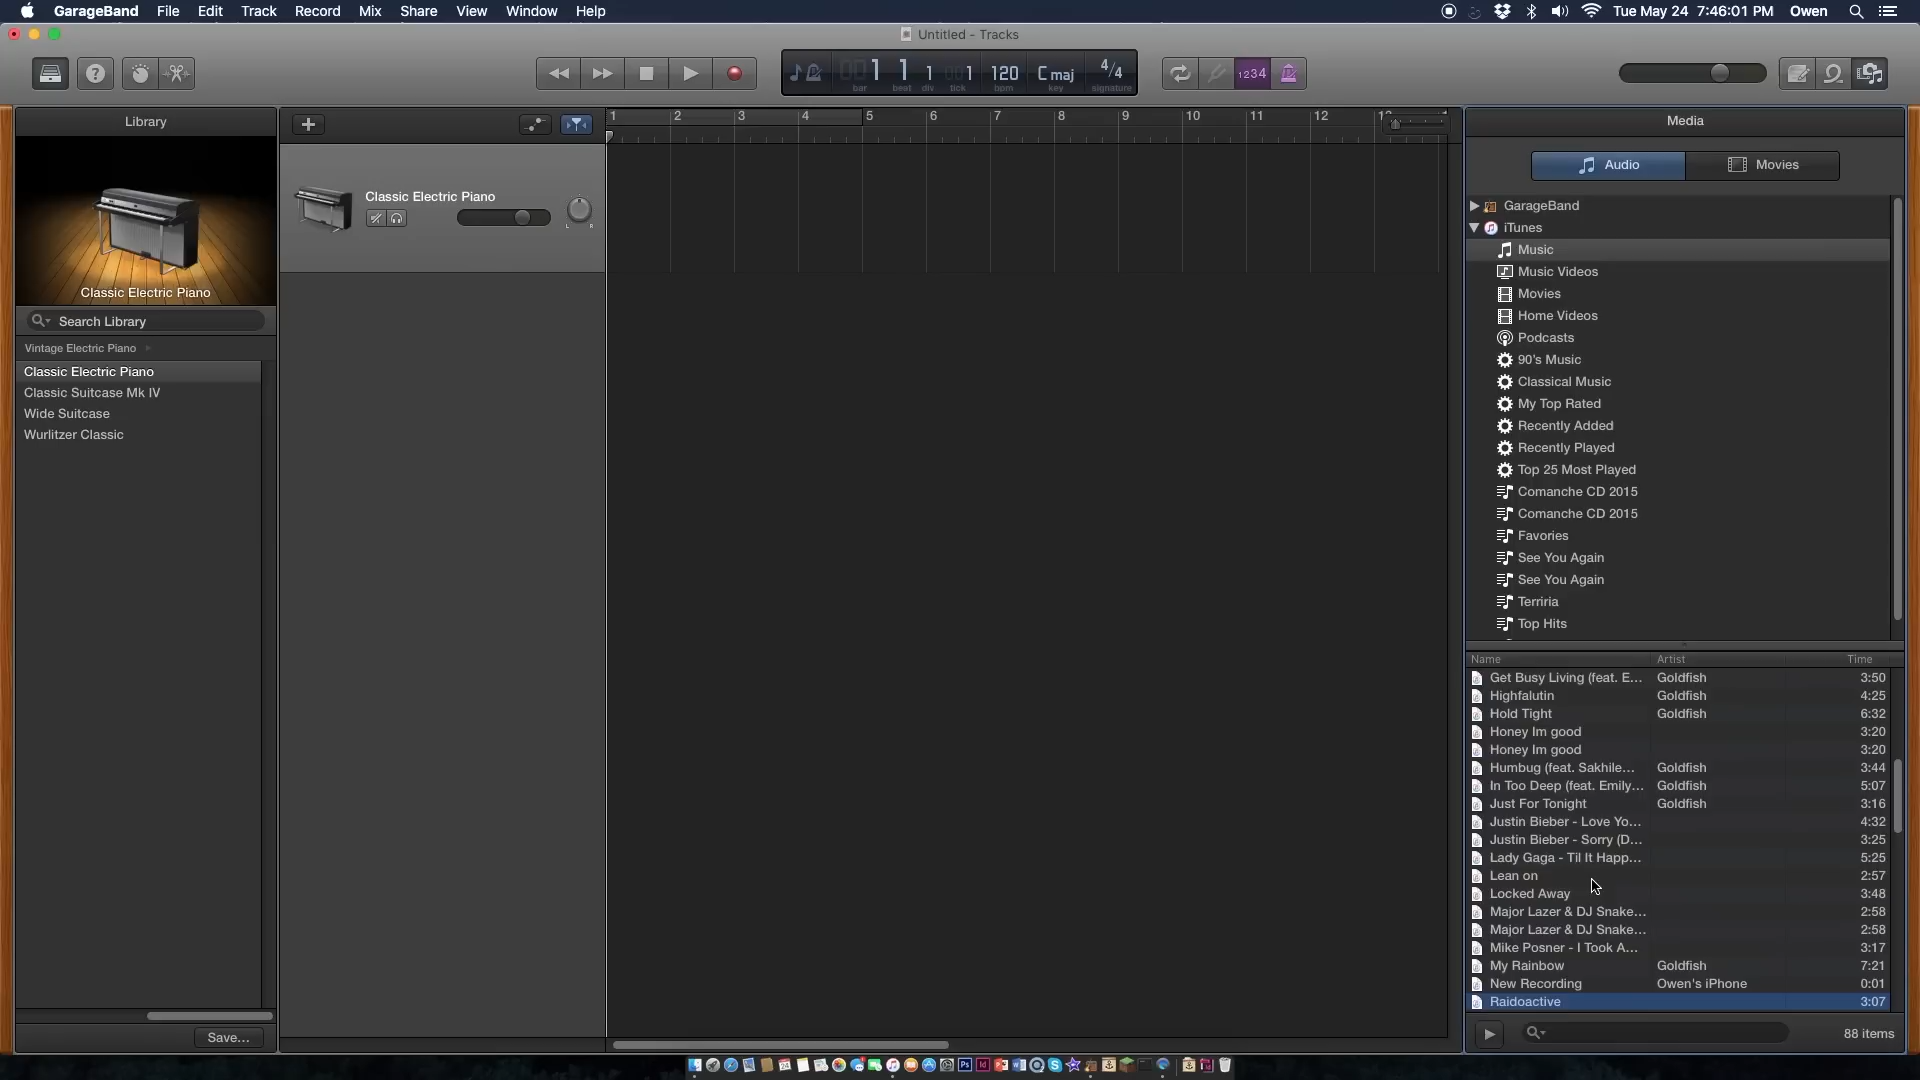 GarageBand File Edit Track Record Mix Share View Window Help Tue May 24 7:46:01 PM Owen
Untitled - Tracks
1 1 1 1 120 C maj 4/4 1234
bar beat div tick bpm key signature
Library
1 2 3 4 5 6 7 8 9 10 11 12
Media
Audio Movies
Classic Electric Piano
L R
Classic Electric Piano
Search Library
Vintage Electric Piano
Classic Electric Piano
Classic Suitcase Mk IV
Wide Suitcase
Wurlitzer Classic
Save...
GarageBand
iTunes
Music
Music Videos
Movies
Home Videos
Podcasts
90's Music
Classical Music
My Top Rated
Recently Added
Recently Played
Top 25 Most Played
Comanche CD 2015
Comanche CD 2015
Favories
See You Again
See You Again
Terriria
Top Hits
Name Artist Time
Get Busy Living (feat. E... Goldfish 3:50
Highfalutin Goldfish 4:25
Hold Tight Goldfish 6:32
Honey Im good 3:20
Honey Im good 3:20
Humbug (feat. Sakhile... Goldfish 3:44
In Too Deep (feat. Emily... Goldfish 5:07
Just For Tonight Goldfish 3:16
Justin Bieber - Love Yo... 4:32
Justin Bieber - Sorry (D... 3:25
Lady Gaga - Til It Happ... 5:25
Lean on 2:57
Locked Away 3:48
Major Lazer & DJ Snake... 2:58
Major Lazer & DJ Snake... 2:58
Mike Posner - I Took A... 3:17
My Rainbow Goldfish 7:21
New Recording Owen's iPhone 0:01
Raidoactive 3:07
88 items